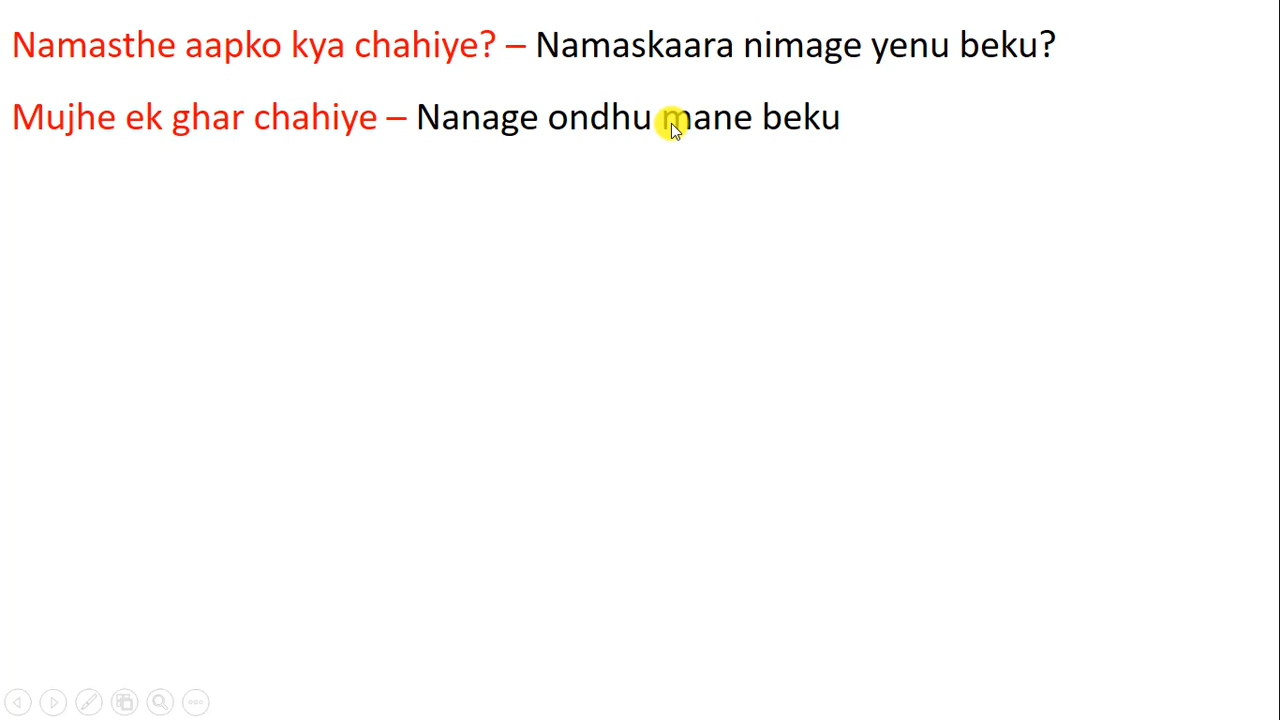 Namasthe aapko kya chahiye? – Namaskaara nimage yenu beku?
Mujhe ek ghar chahiye – Nanage ondhu mane beku